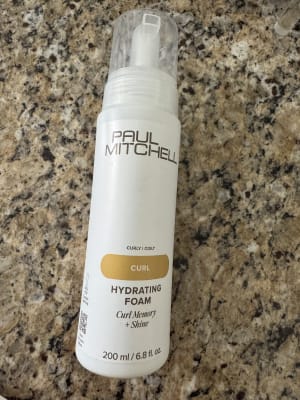 PAUL
MITCHELL
CURLY | COILY
CURL
HYDRATING
FOAM
Curl Memory
+ Shine
200 ml / 6.8 fl. oz.